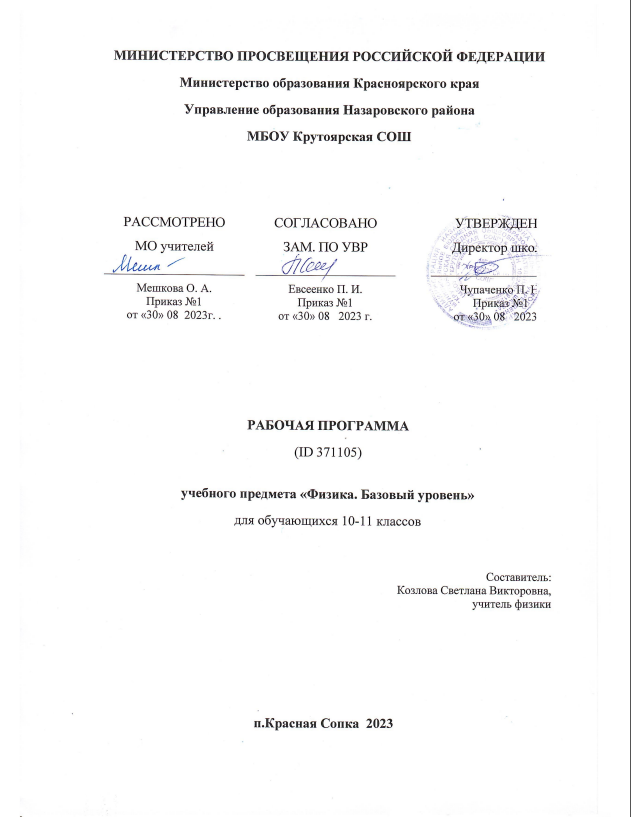 МИНИСТЕРСТВО ПРОСВЕЩЕНИЯ РОССИЙСКОЙ ФЕДЕРАЦИИ
Министерство образования Красноярского края
Управление образования Назаровского района
МБОУ Крутоярская СОШ
РАССМОТРЕНО
МО учителей
Мешкова О. А.
Приказ №1
от «30» 08 2023г. .
СОГЛАСОВАНО
ЗАМ. ПО УВР
Евсеенко П. И.
Приказ №1
от «30» 08 2023 г.
УТВЕРЖДЕН
Директор шко.
Чупаченко П.
Приказ №1
от «30» 08 2023
РАБОЧАЯ ПРОГРАММА
(ID 371105)
учебного предмета «Физика. Базовый уровень»
для обучающихся 10-11 классов
Составитель:
Козлова Светлана Викторовна,
учитель физики
п.Красная Сопка 2023